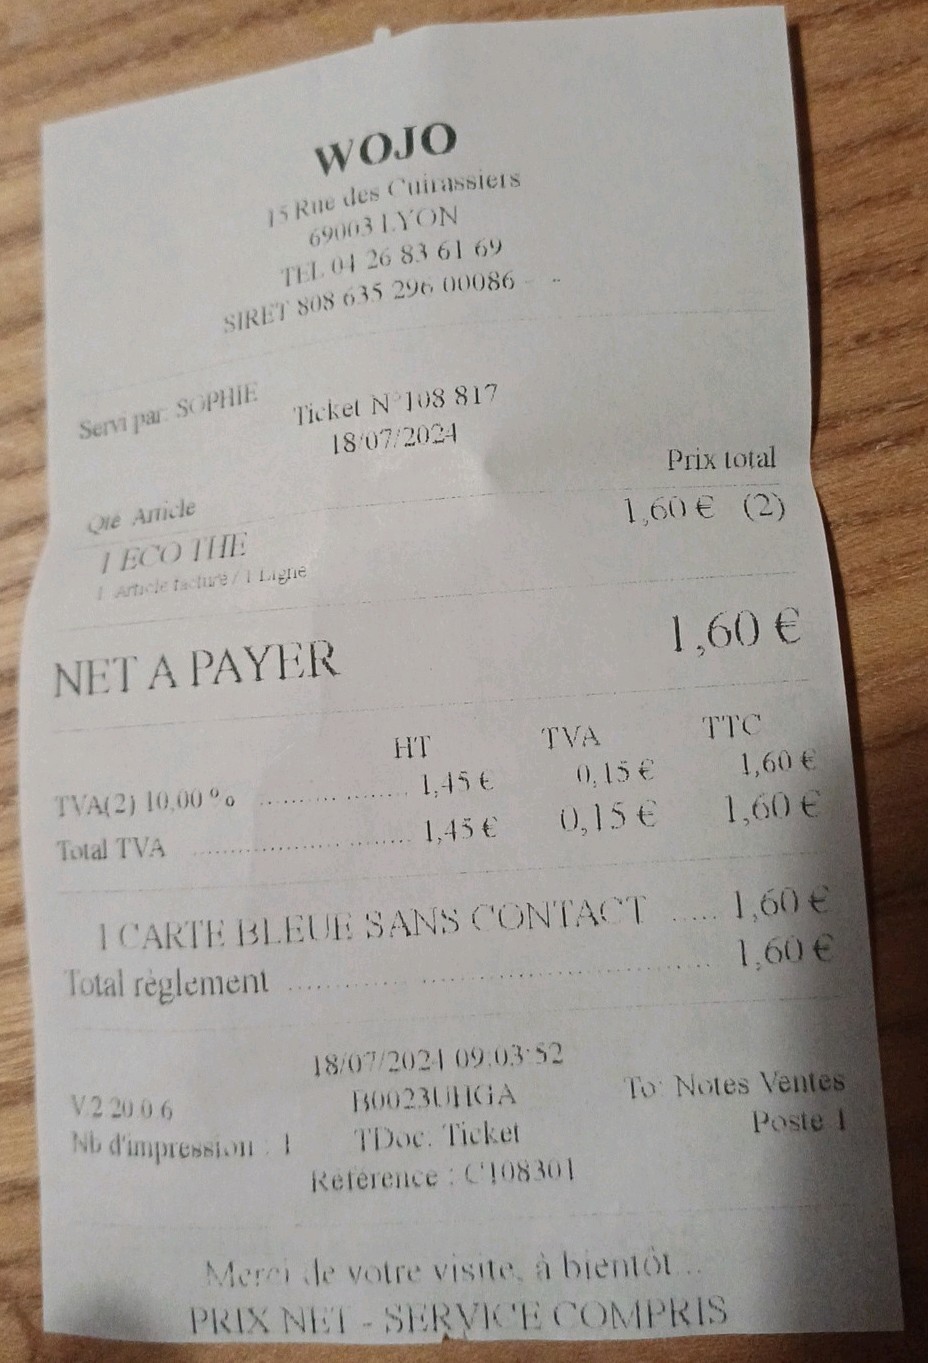 WOJO
15 Rue des Cuirassiers
69003 LYON
TEL 04 26 83 61 69
SIRET 808 635 296 00086
Servi par: SOPHIE
Ticket N°108 817
18/07/2024
Prix total
Qté Article
1 ECO THE 1,60 € (2)
1 Article facturé / 1 Ligne
NET A PAYER 1,60 €
HT TVA TTC
TVA(2) 10,00 % .................. 1,45 € 0,15 € 1,60 €
Total TVA .......................... 1,45 € 0,15 € 1,60 €
1 CARTE BLEUE SANS CONTACT ..... 1,60 €
Total règlement .......................................... 1,60 €
18/07/2024 09:03:52
V.2.20.0.6 B0023UHGA To: Notes Ventes
Nb d'impression : 1 TDoc. Ticket Poste 1
Référence : C108301
Merci de votre visite, à bientôt...
PRIX NET - SERVICE COMPRIS